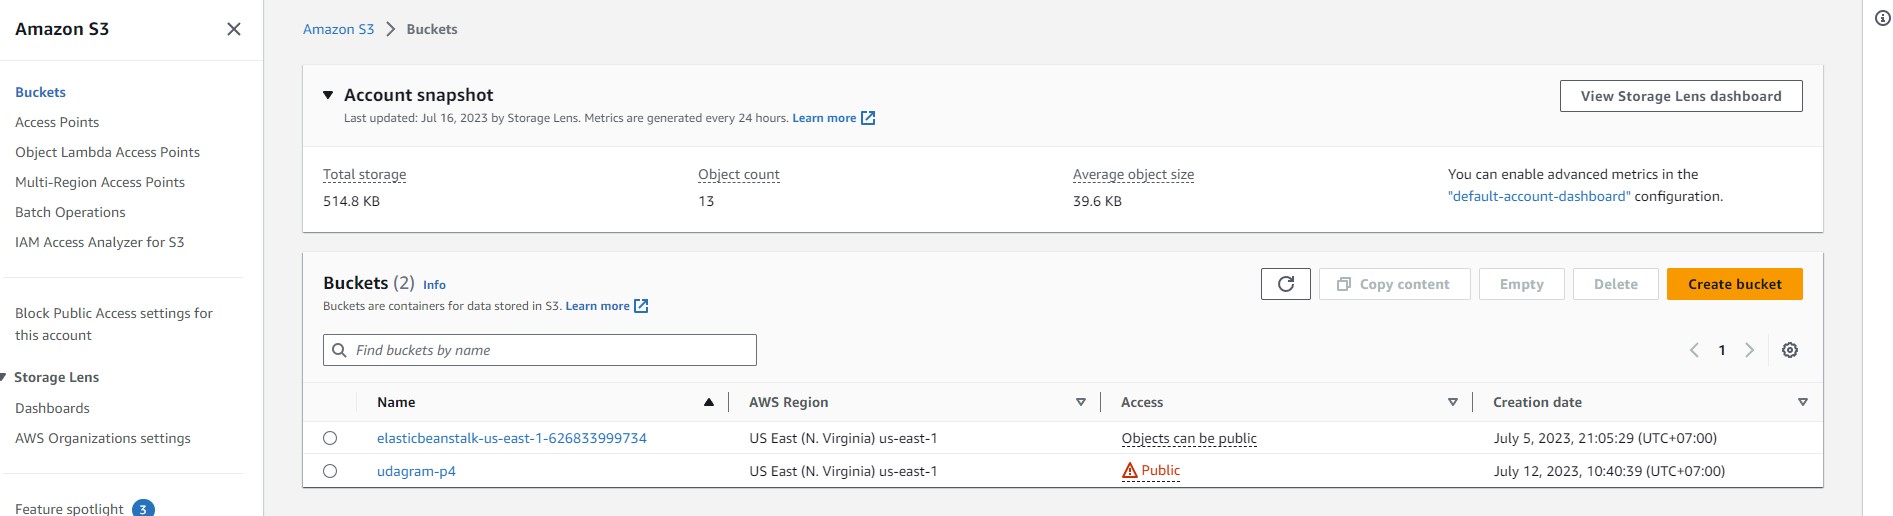 Amazon S3
Buckets
Access Points
Object Lambda Access Points
Multi-Region Access Points
Batch Operations
IAM Access Analyzer for S3
Block Public Access settings for
this account
Storage Lens
Dashboards
AWS Organizations settings
Feature spotlight 3
Amazon S3 > Buckets
Account snapshot
View Storage Lens dashboard
Last updated: Jul 16, 2023 by Storage Lens. Metrics are generated every 24 hours. Learn more
Total storage
514.8 KB
Object count
13
Average object size
39.6 KB
You can enable advanced metrics in the
"default-account-dashboard" configuration.
Buckets (2) Info
Buckets are containers for data stored in S3. Learn more
Copy content
Empty
Delete
Create bucket
Find buckets by name
1
Name AWS Region Access Creation date
elasticbeanstalk-us-east-1-626833999734 US East (N. Virginia) us-east-1 Objects can be public July 5, 2023, 21:05:29 (UTC+07:00)
udagram-p4 US East (N. Virginia) us-east-1 Public July 12, 2023, 10:40:39 (UTC+07:00)